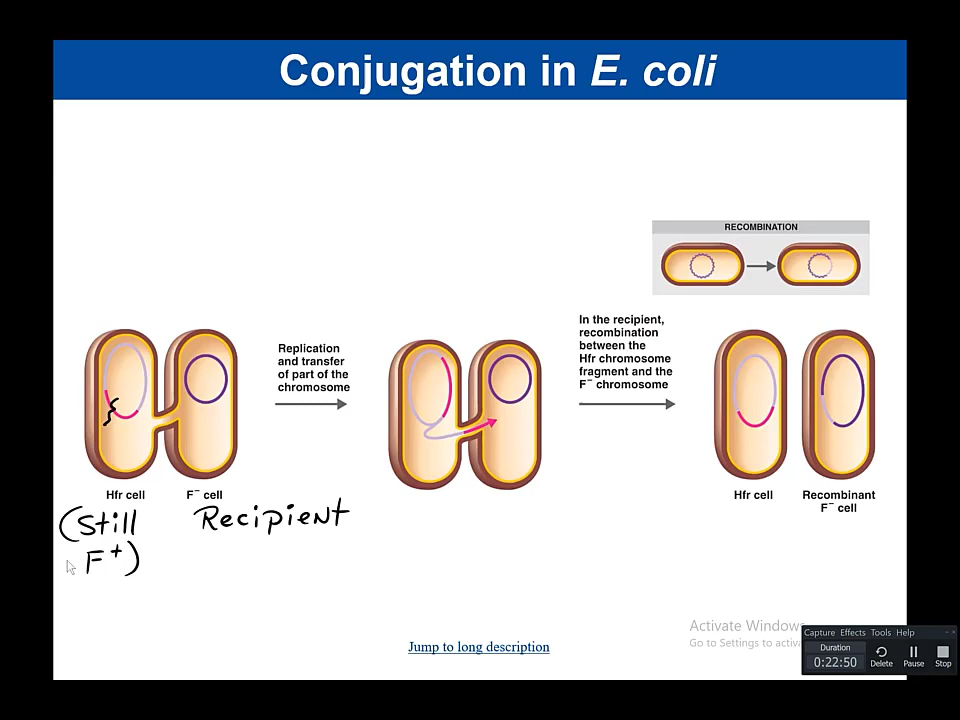 Conjugation in E. coli
RECOMBINATION
Replication
and transfer
of part of the
chromosome
In the recipient,
recombination
between the
Hfr chromosome
fragment and the
F⁻ chromosome
Hfr cell
F⁻ cell
(Still
F⁺)
Recipient
Hfr cell
Recombinant
F⁻ cell
Jump to long description
Activate Windows
Go to Settings to activ
Capture Effects Tools Help
Duration
0:22:50
Delete
Pause
Stop